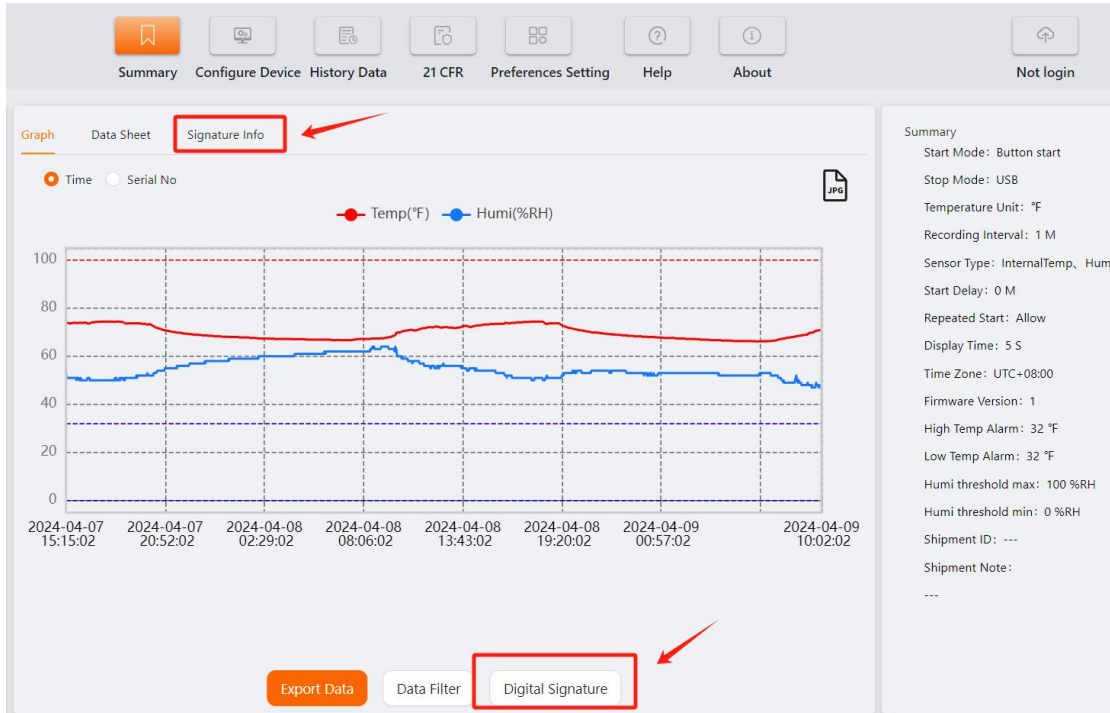 Summary Configure Device History Data 21 CFR Preferences Setting Help About Not login
Graph Data Sheet Signature Info
Time Serial No
JPG
Temp(°F) Humi(%RH)
100
80
60
40
20
0
2024-04-07 2024-04-07 2024-04-08 2024-04-08 2024-04-08 2024-04-08 2024-04-09 2024-04-09
15:15:02 20:52:02 02:29:02 08:06:02 13:43:02 19:20:02 00:57:02 10:02:02
Export Data Data Filter Digital Signature
Summary
Start Mode: Button start
Stop Mode: USB
Temperature Unit: °F
Recording Interval: 1 M
Sensor Type: InternalTemp、Hum
Start Delay: 0 M
Repeated Start: Allow
Display Time: 5 S
Time Zone: UTC+08:00
Firmware Version: 1
High Temp Alarm: 32 °F
Low Temp Alarm: 32 °F
Humi threshold max: 100 %RH
Humi threshold min: 0 %RH
Shipment ID: ---
Shipment Note:
---